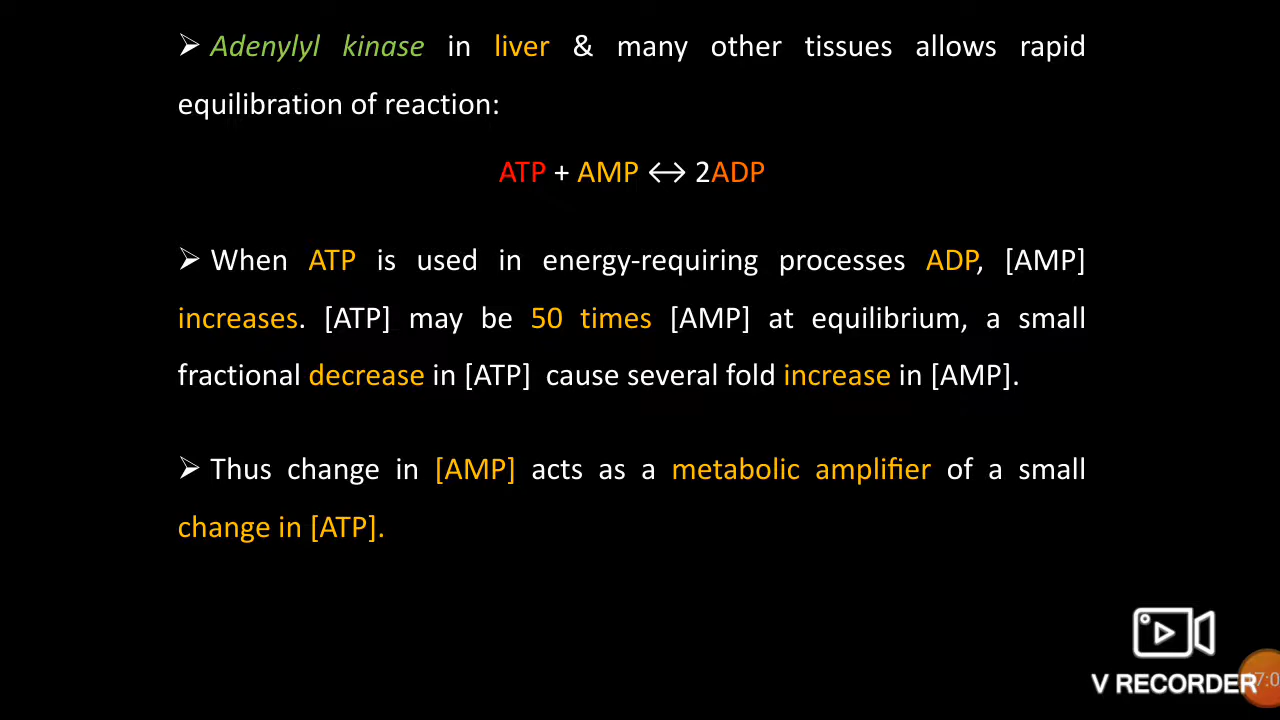 ➢ Adenylyl kinase in liver & many other tissues allows rapid
equilibration of reaction:
ATP + AMP ↔ 2ADP
➢ When ATP is used in energy-requiring processes ADP, [AMP]
increases. [ATP] may be 50 times [AMP] at equilibrium, a small
fractional decrease in [ATP] cause several fold increase in [AMP].
➢ Thus change in [AMP] acts as a metabolic amplifier of a small
change in [ATP].
V RECORDER